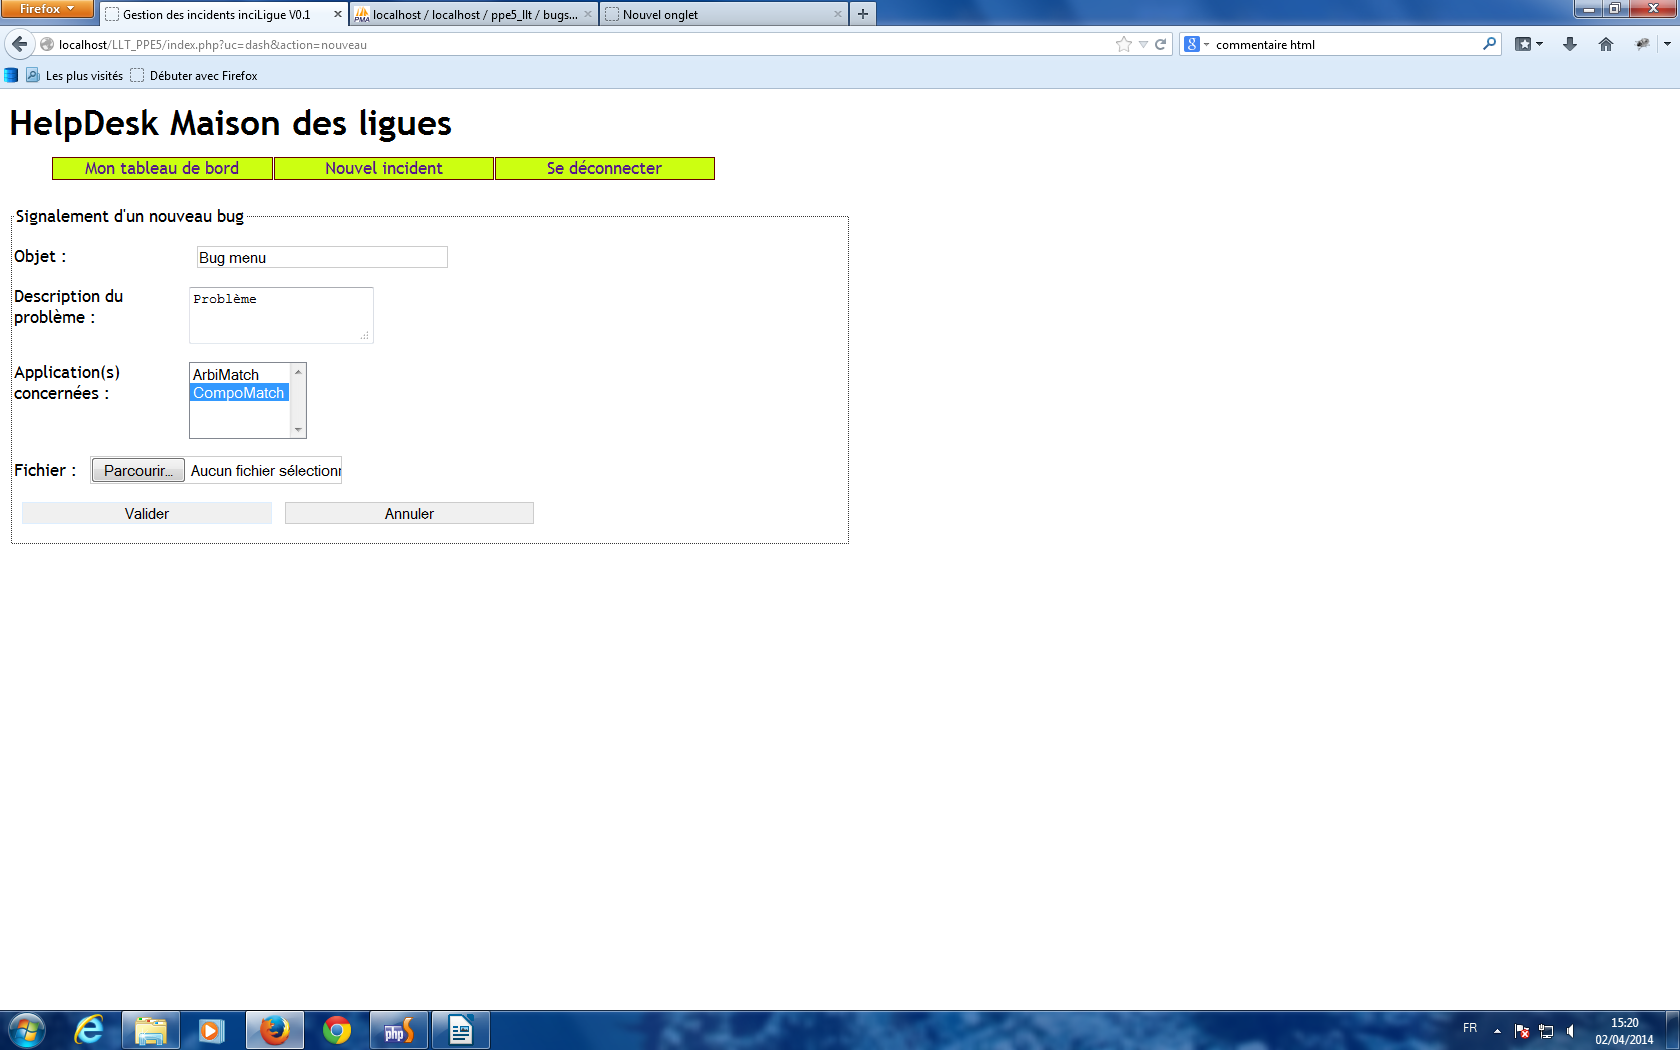 Firefox
Gestion des incidents inciLigue V0.1
localhost / localhost / ppe5_llt / bugs...
Nouvel onglet
localhost/LLT_PPE5/index.php?uc=dash&action=nouveau
commentaire html
Les plus visités
Débuter avec Firefox
HelpDesk Maison des ligues
Mon tableau de bord
Nouvel incident
Se déconnecter
Signalement d'un nouveau bug
Objet :
Bug menu
Description du
problème :
Problème
Application(s)
concernées :
ArbiMatch
CompoMatch
Fichier :
Parcourir...
Aucun fichier sélectionn
Valider
Annuler
php
FR
15:20
02/04/2014